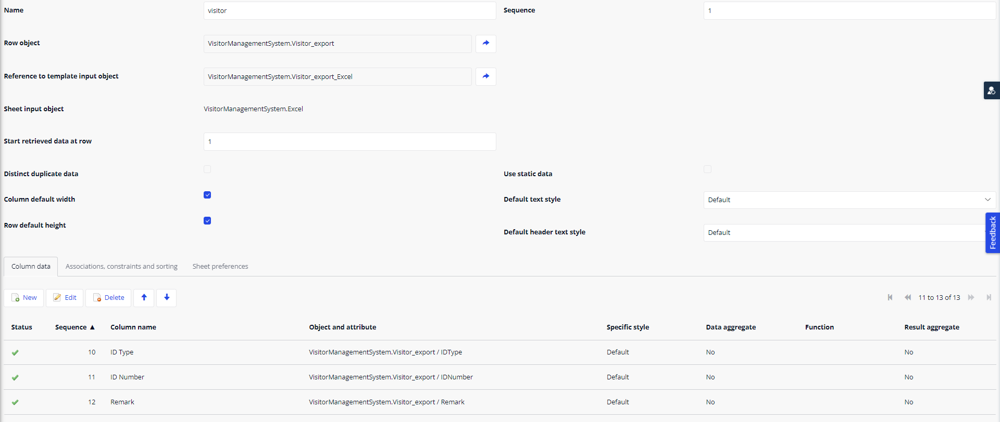 Name
visitor
Sequence
1
Row object
VisitorManagementSystem.Visitor_export
Reference to template input object
VisitorManagementSystem.Visitor_export_Excel
Sheet input object
VisitorManagementSystem.Excel
Start retrieved data at row
1
Distinct duplicate data
Use static data
Column default width
Default text style
Default
Row default height
Default header text style
Default
Feedback
Column data
Associations, constraints and sorting
Sheet preferences
New
Edit
Delete
11 to 13 of 13
Status
Sequence ▲
Column name
Object and attribute
Specific style
Data aggregate
Function
Result aggregate
10 ID Type VisitorManagementSystem.Visitor_export / IDType Default No No
11 ID Number VisitorManagementSystem.Visitor_export / IDNumber Default No No
12 Remark VisitorManagementSystem.Visitor_export / Remark Default No No